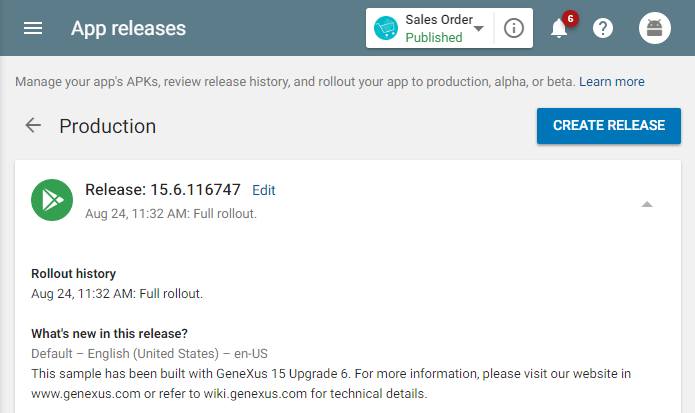 App releases
Sales Order
Published
6
Manage your app's APKs, review release history, and rollout your app to production, alpha, or beta. Learn more
Production
CREATE RELEASE
Release: 15.6.116747 Edit
Aug 24, 11:32 AM: Full rollout.
Rollout history
Aug 24, 11:32 AM: Full rollout.
What's new in this release?
Default – English (United States) – en-US
This sample has been built with GeneXus 15 Upgrade 6. For more information, please visit our website in
www.genexus.com or refer to wiki.genexus.com for technical details.